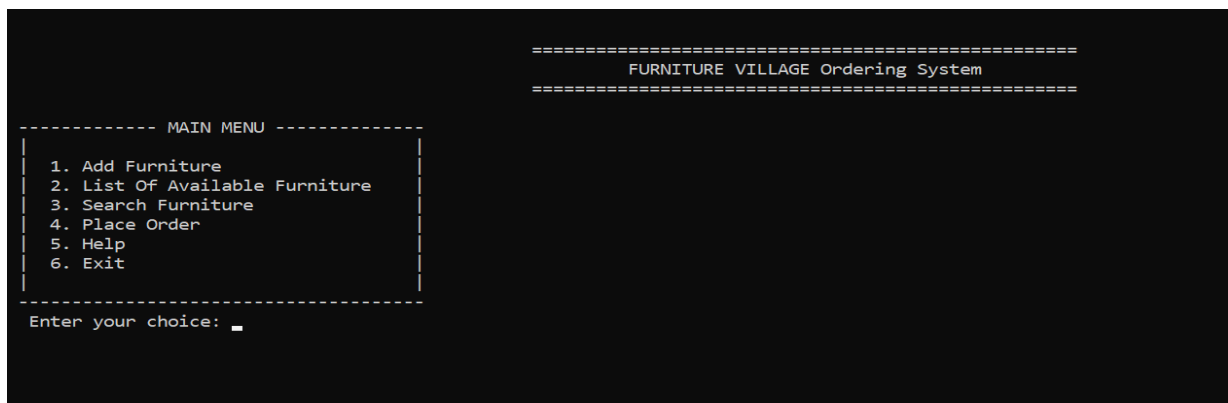 ===================================================
FURNITURE VILLAGE Ordering System
===================================================
------------- MAIN MENU --------------
1. Add Furniture
2. List Of Available Furniture
3. Search Furniture
4. Place Order
5. Help
6. Exit
--------------------------------------
Enter your choice: